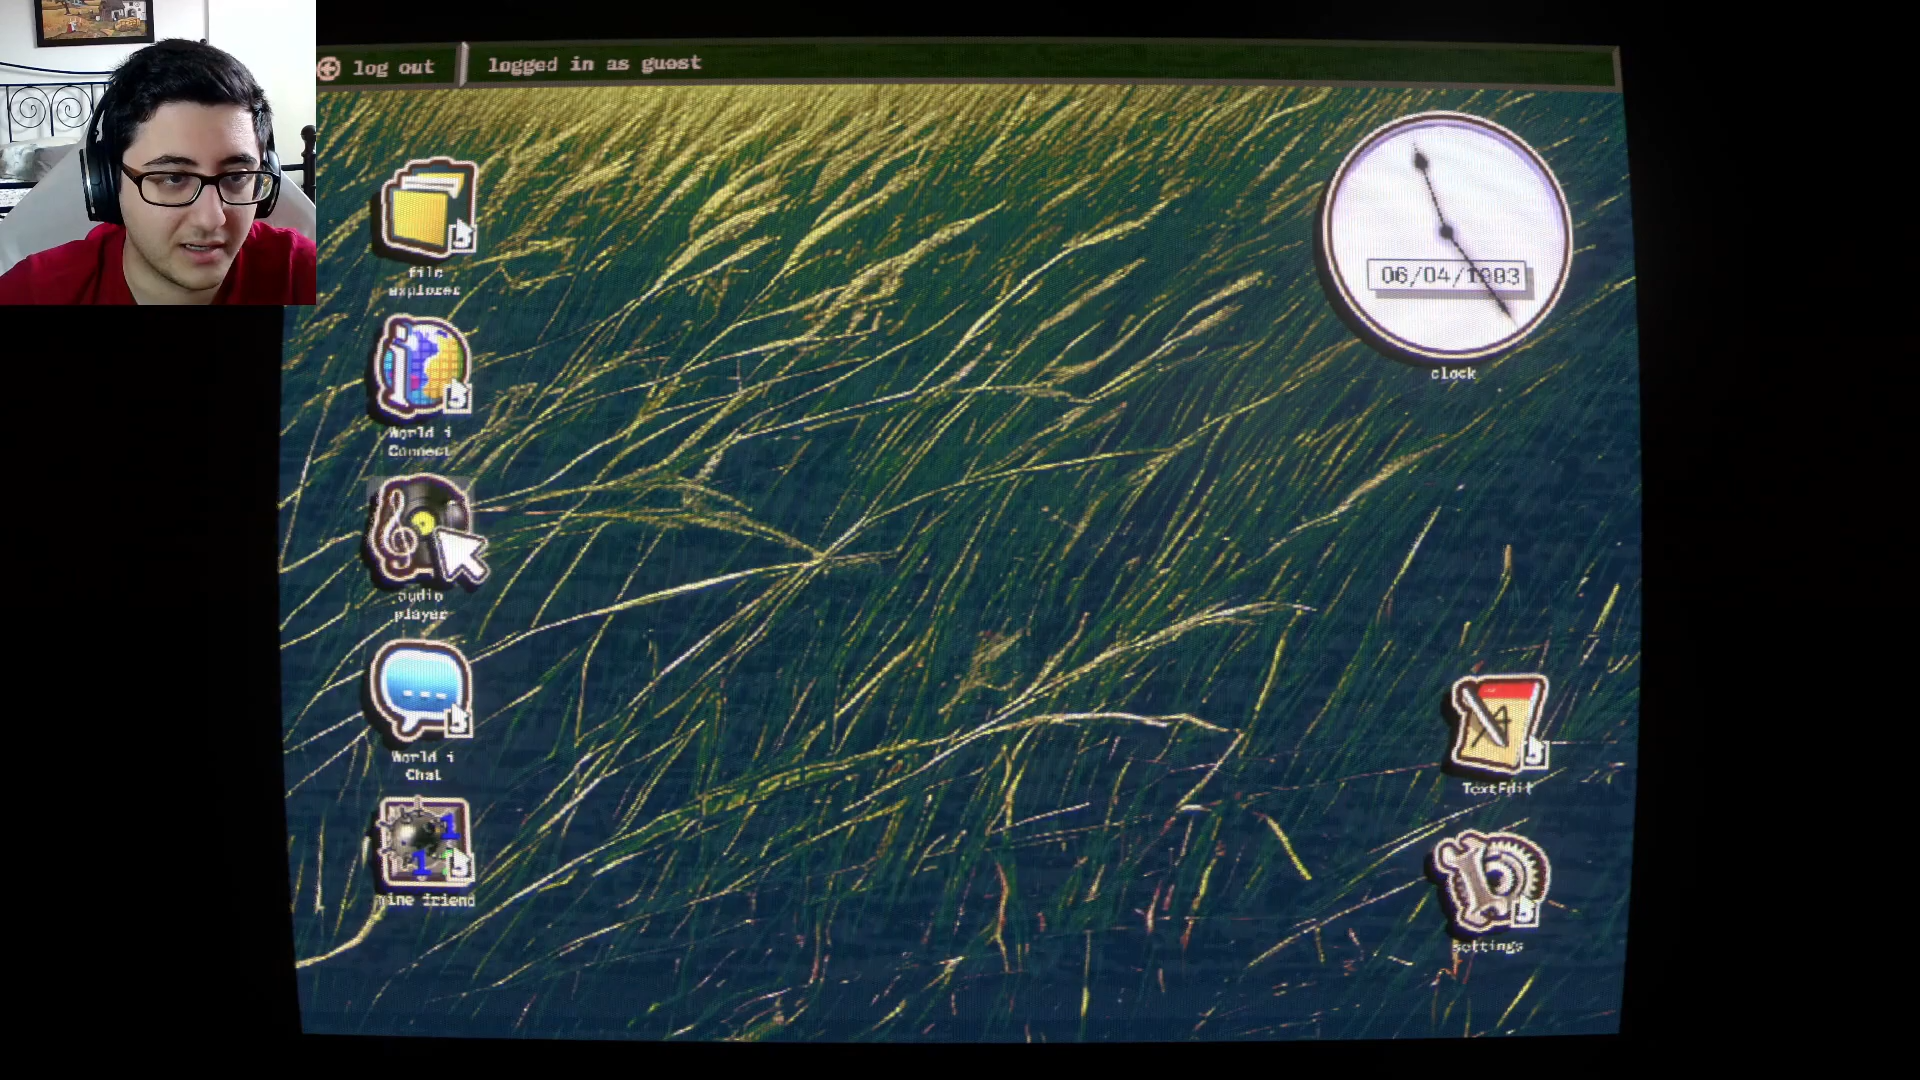 log out
logged in as guest
file
explorer
World i
Connect
audio
player
World i
Chat
mine friend
06/04/1993
clock
TextEdit
settings